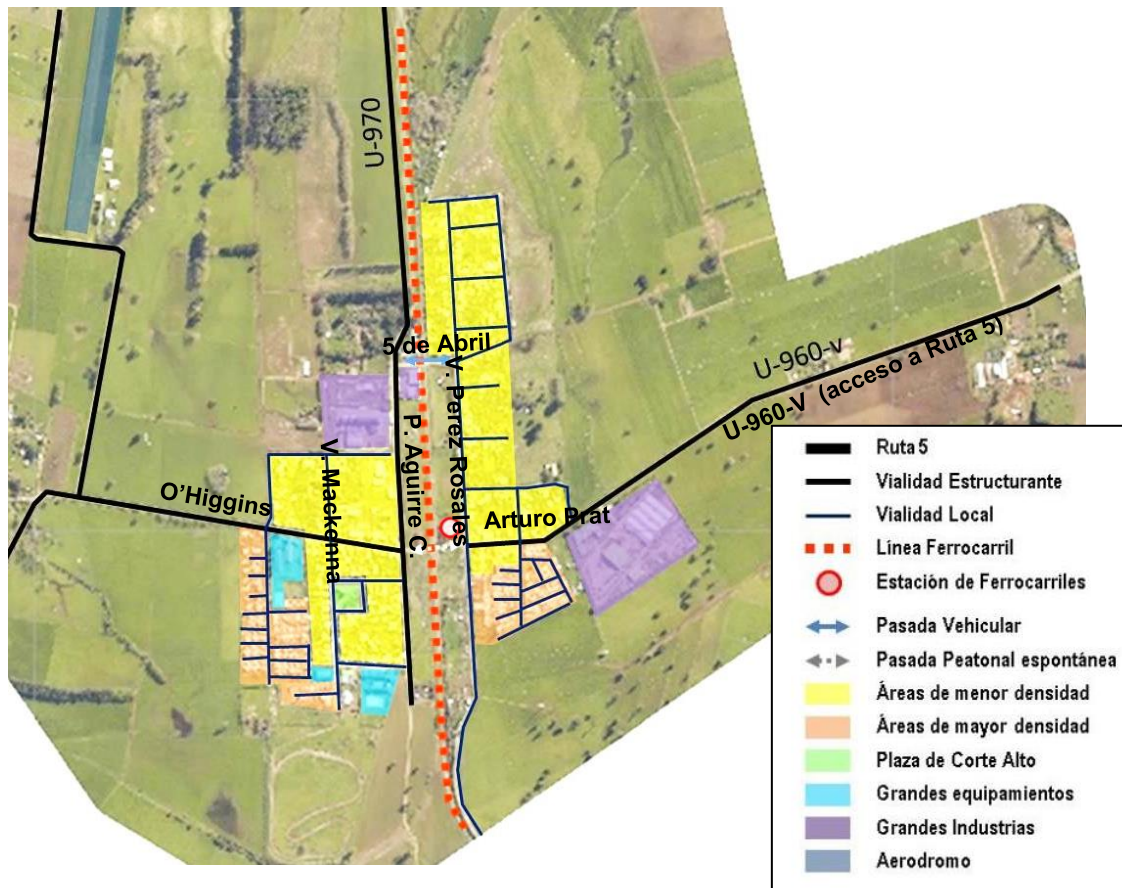 U-970
5 de Abril
V. Perez Rosales
P. Aguirre C.
V. Mackenna
O'Higgins
Arturo Prat
U-960-v
U-960-V (acceso a Ruta 5)
Ruta 5
Vialidad Estructurante
Vialidad Local
Línea Ferrocarril
Estación de Ferrocarriles
Pasada Vehicular
Pasada Peatonal espontánea
Áreas de menor densidad
Áreas de mayor densidad
Plaza de Corte Alto
Grandes equipamientos
Grandes Industrias
Aerodromo